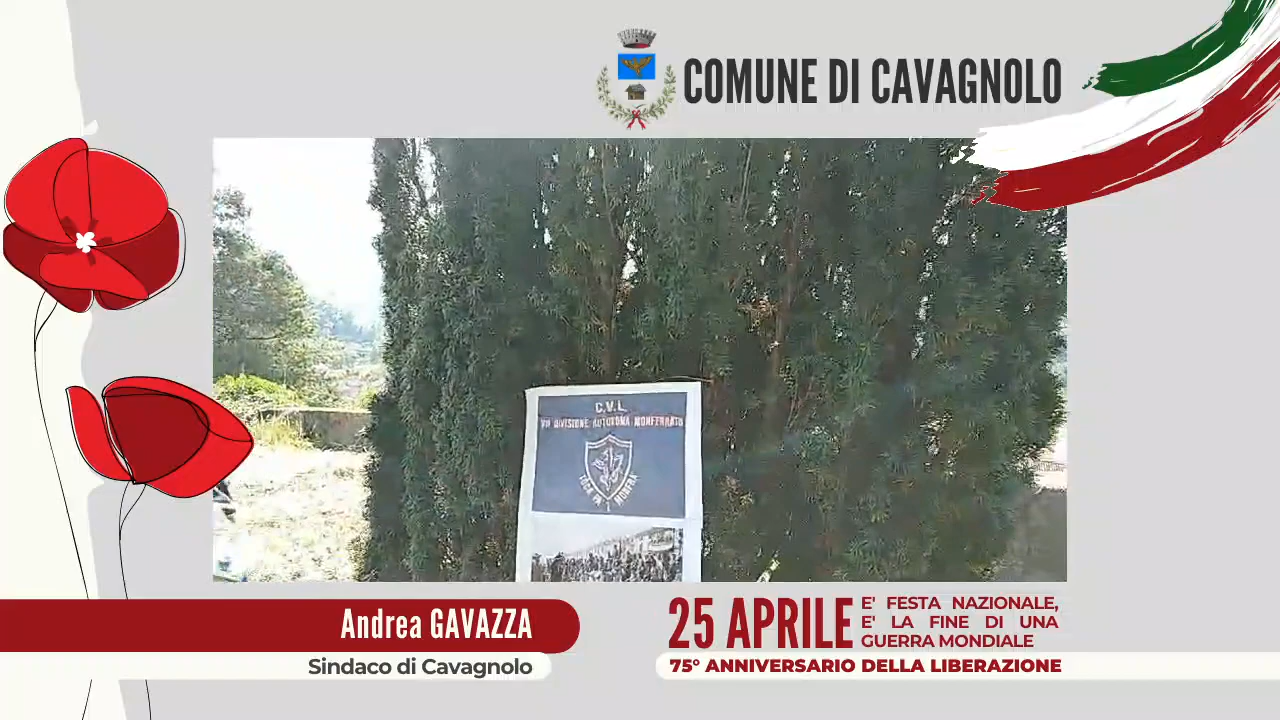 COMUNE DI CAVAGNOLO
C.V.L.
VII DIVISIONE AUTONOMA MONFERRATO
Andrea GAVAZZA
Sindaco di Cavagnolo
25 APRILE
E' FESTA NAZIONALE,
E' LA FINE DI UNA
GUERRA MONDIALE
75° ANNIVERSARIO DELLA LIBERAZIONE